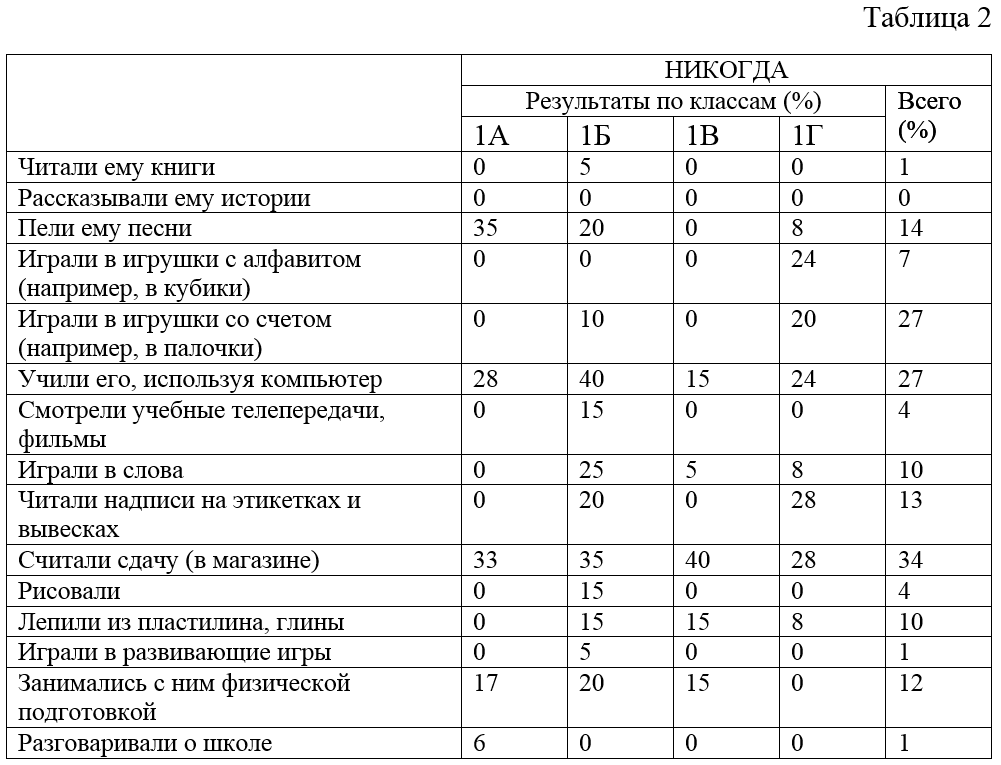 Таблица 2
НИКОГДА
Результаты по классам (%) Всего
(%)
1А 1Б 1В 1Г
Читали ему книги 0 5 0 0 1
Рассказывали ему истории 0 0 0 0 0
Пели ему песни 35 20 0 8 14
Играли в игрушки с алфавитом 0 0 0 24 7
(например, в кубики)
Играли в игрушки со счетом 0 10 0 20 27
(например, в палочки)
Учили его, используя компьютер 28 40 15 24 27
Смотрели учебные телепередачи, 0 15 0 0 4
фильмы
Играли в слова 0 25 5 8 10
Читали надписи на этикетках и 0 20 0 28 13
вывесках
Считали сдачу (в магазине) 33 35 40 28 34
Рисовали 0 15 0 0 4
Лепили из пластилина, глины 0 15 15 8 10
Играли в развивающие игры 0 5 0 0 1
Занимались с ним физической 17 20 15 0 12
подготовкой
Разговаривали о школе 6 0 0 0 1